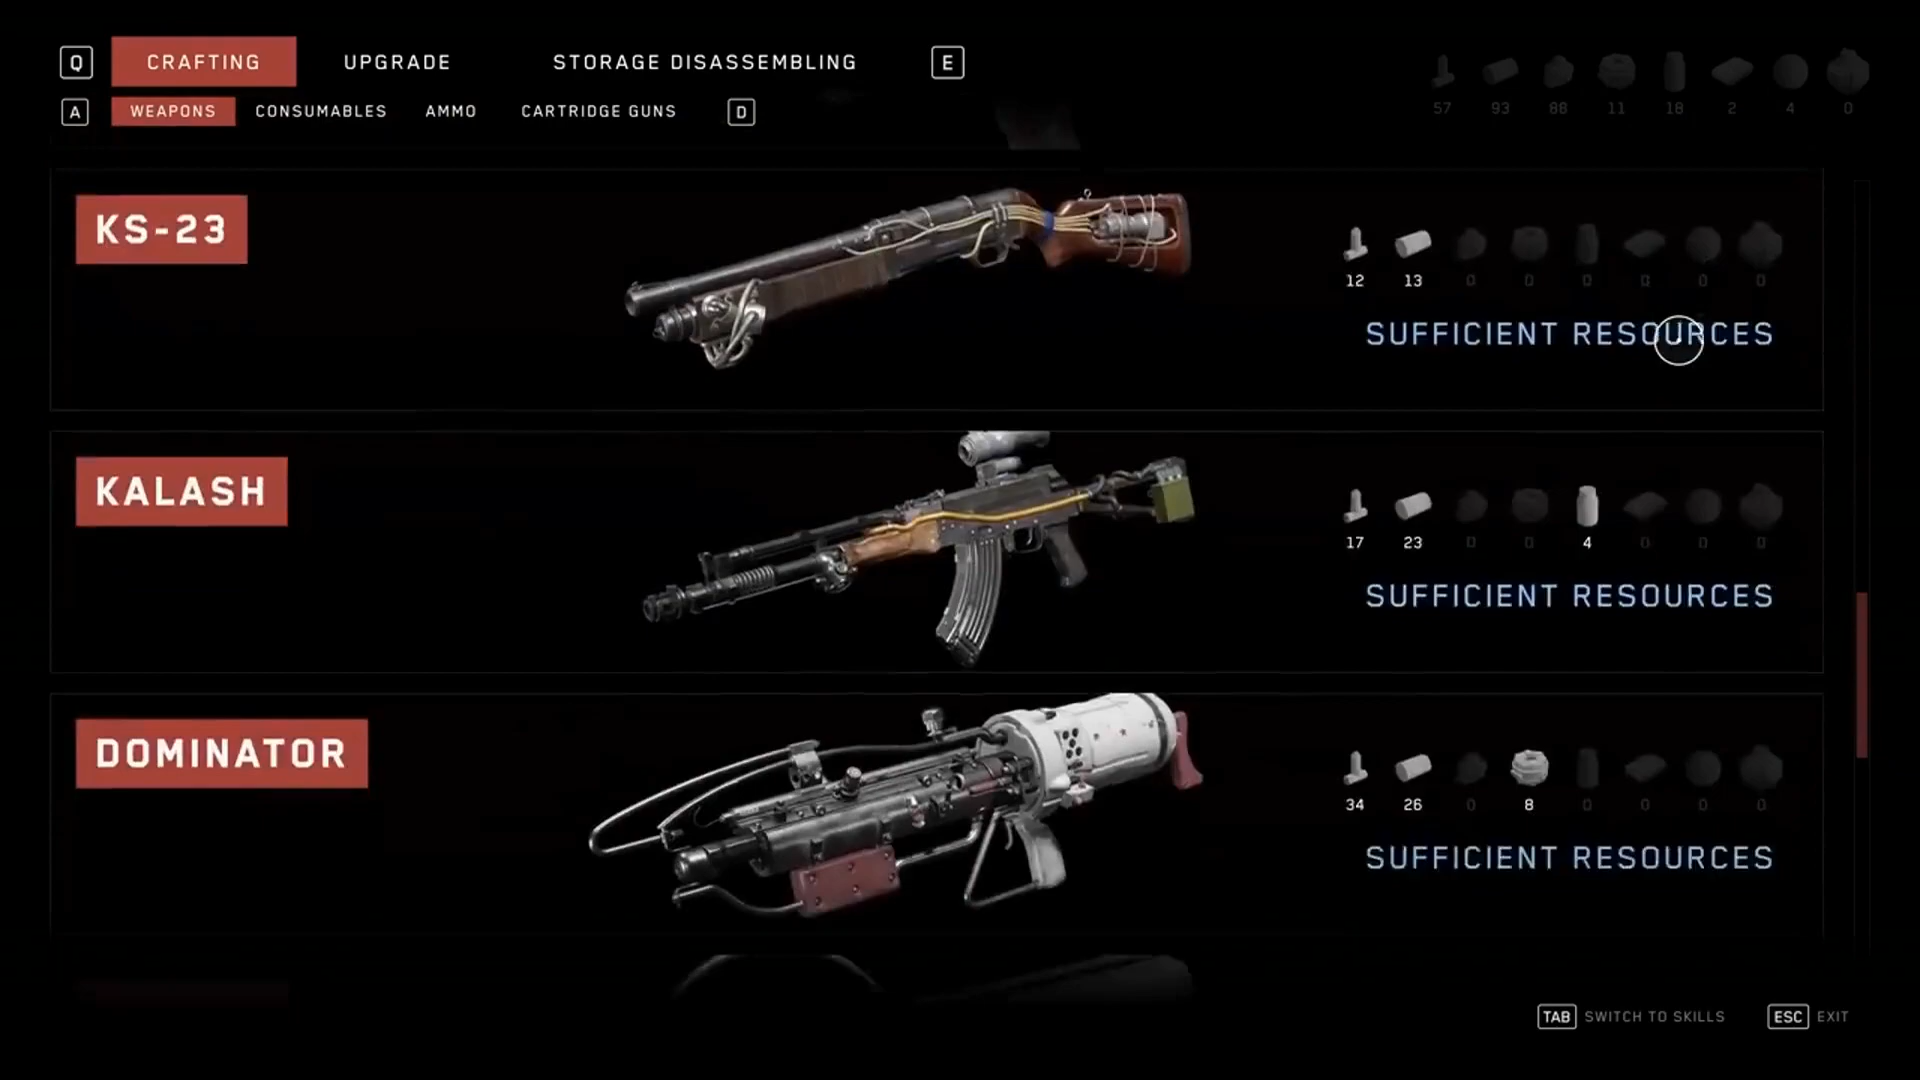 Q CRAFTING UPGRADE STORAGE DISASSEMBLING E
A WEAPONS CONSUMABLES AMMO CARTRIDGE GUNS D
57 93 88 11 18 2 4 0
KS-23
12 13 0 0 0 0 0 0
SUFFICIENT RESOURCES
KALASH
17 23 0 0 4 0 0 0
SUFFICIENT RESOURCES
DOMINATOR
34 26 0 8 0 0 0 0
SUFFICIENT RESOURCES
TAB SWITCH TO SKILLS ESC EXIT